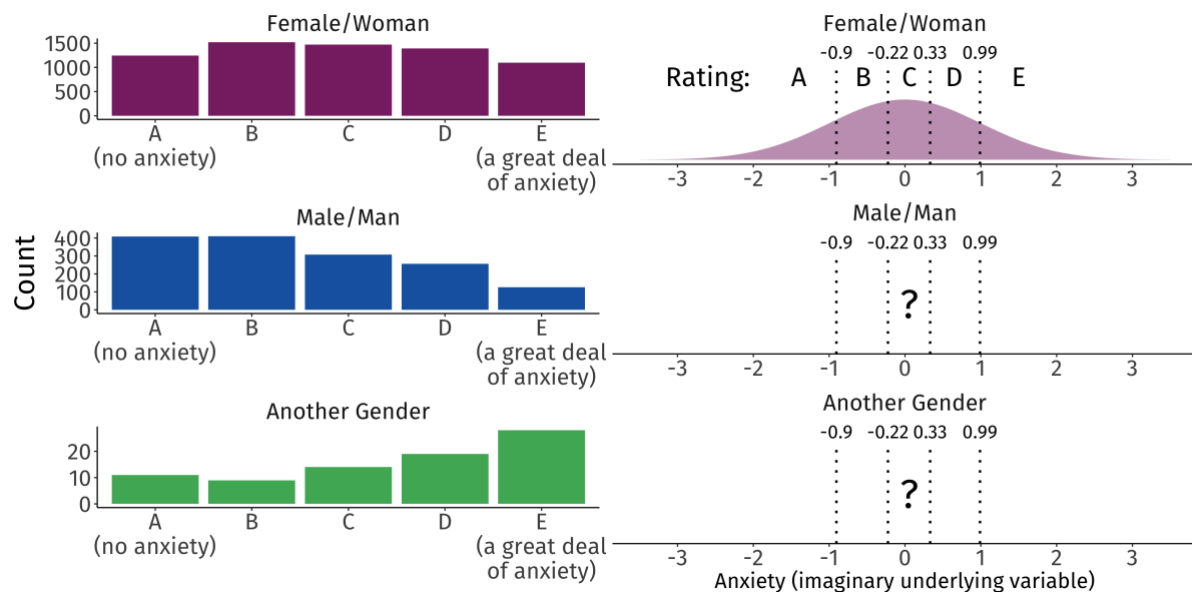 Female/Woman
1500
1000
500
0
A B C D E
(no anxiety) (a great deal
of anxiety)
Male/Man
400
300
200
100
0
A B C D E
(no anxiety) (a great deal
of anxiety)
Another Gender
20
10
0
A B C D E
(no anxiety) (a great deal
of anxiety)
Count
Female/Woman
-0.9 -0.22 0.33 0.99
Rating: A B C D E
-3 -2 -1 0 1 2 3
Male/Man
-0.9 -0.22 0.33 0.99
?
-3 -2 -1 0 1 2 3
Another Gender
-0.9 -0.22 0.33 0.99
?
-3 -2 -1 0 1 2 3
Anxiety (imaginary underlying variable)